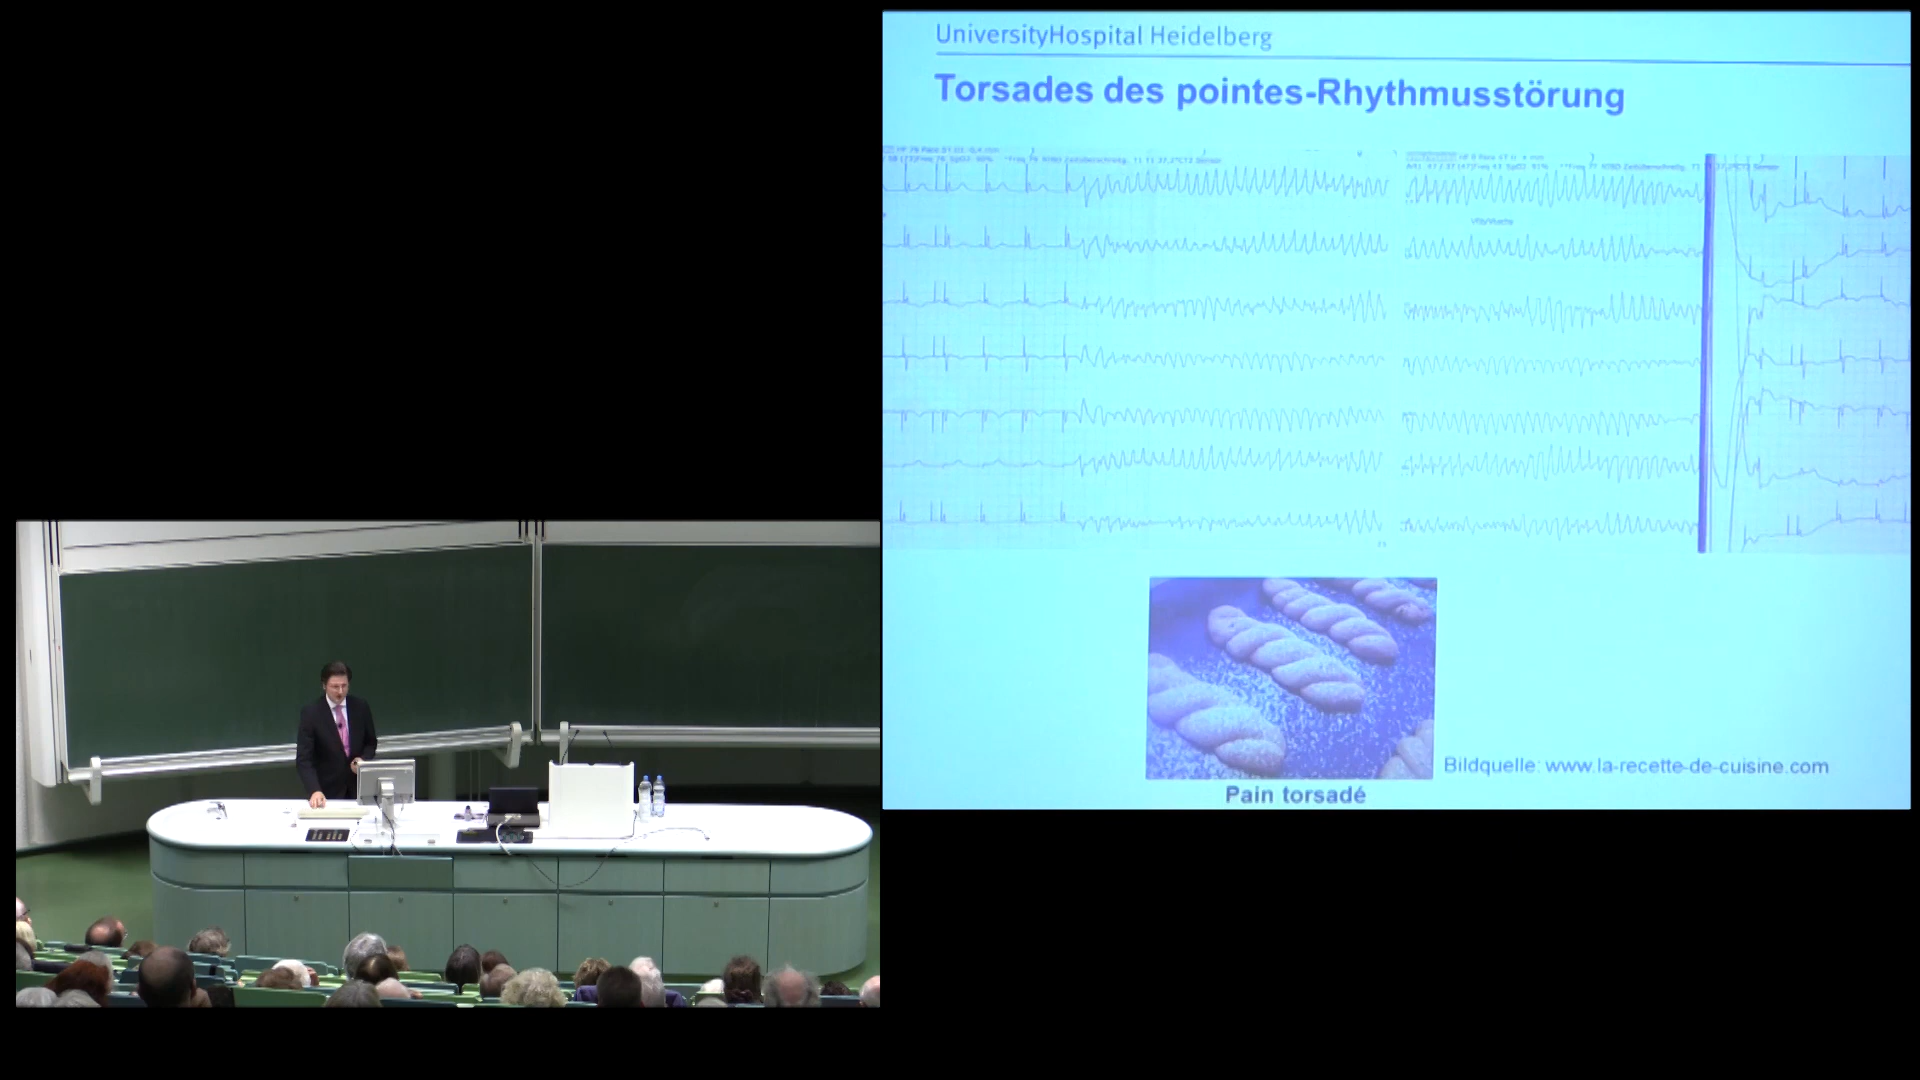 UniversityHospital Heidelberg
Torsades des pointes-Rhythmusstörung
Bildquelle: www.la-recette-de-cuisine.com
Pain torsadé